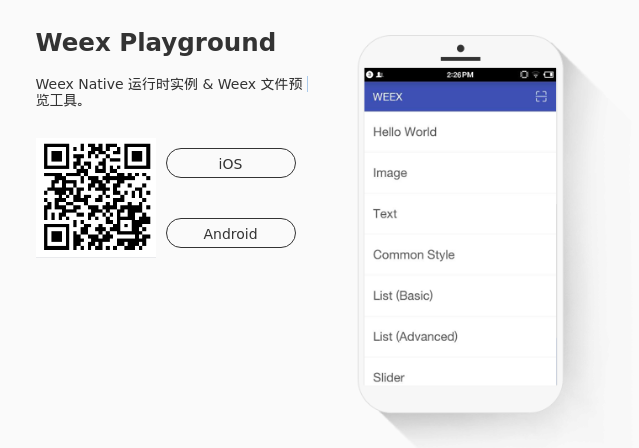 Weex Playground
Weex Native 运行时实例 & Weex 文件预
览工具。
iOS
Android
2:26PM
WEEX
Hello World
Image
Text
Common Style
List (Basic)
List (Advanced)
Slider